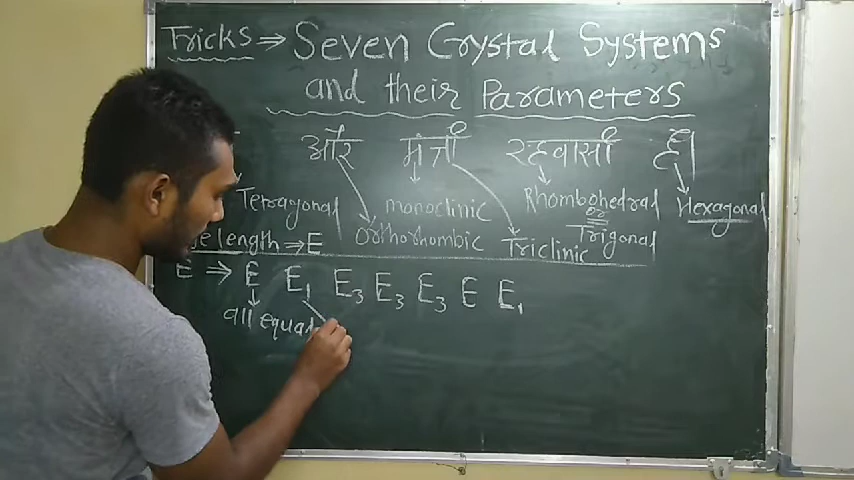 Tricks ⇒ Seven Crystal Systems
and their Parameters
और मंत्री रहवासी है
Tetragonal monoclinic Rhombohedral Hexagonal
or
length ⇒ E Orthorhombic Triclinic Trigonal
E ⇒ E E₁ E₃ E₃ E₃ E E₁
all equal